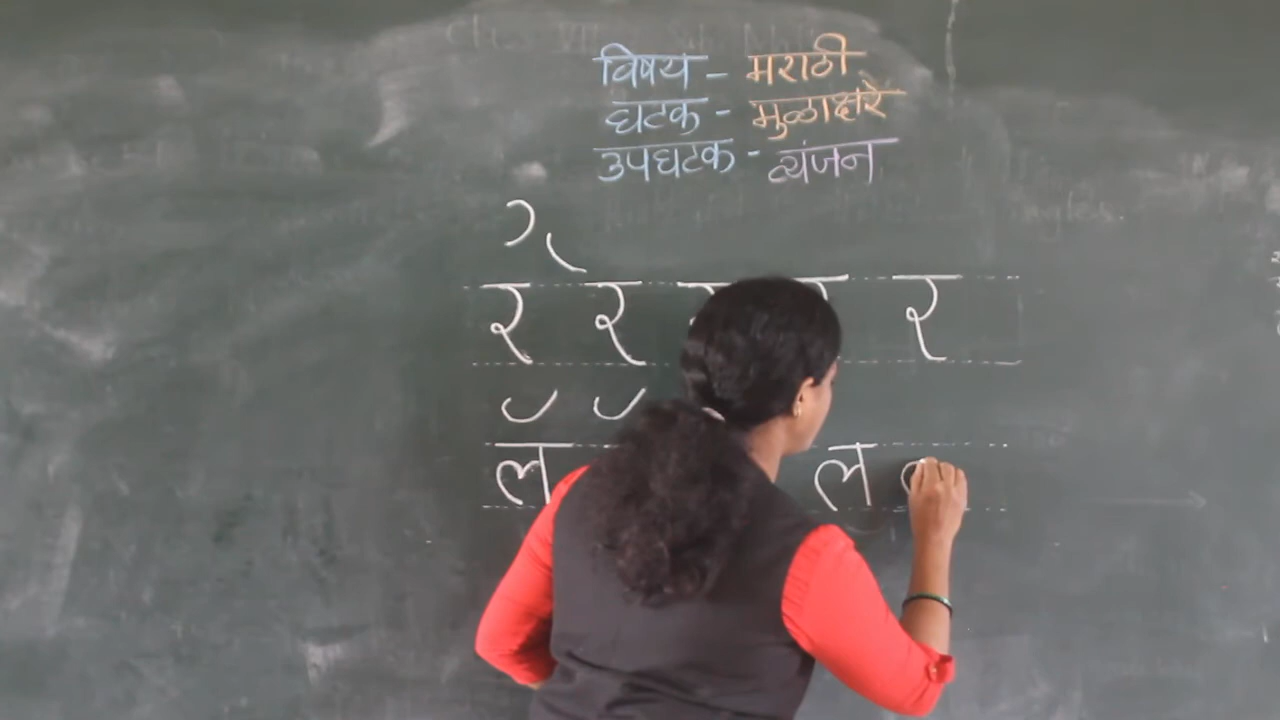 विषय - मराठी
घटक - मुळाक्षरे
उपघटक - व्यंजन
र र र
ल ल